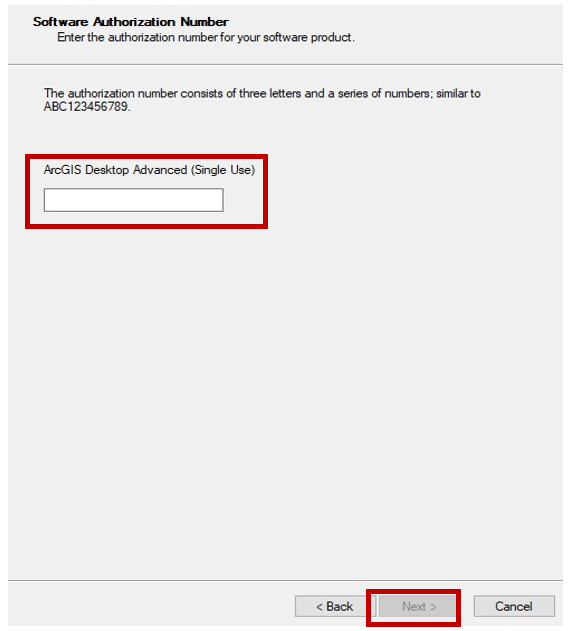 Software Authorization Number
Enter the authorization number for your software product.
The authorization number consists of three letters and a series of numbers; similar to
ABC123456789.
ArcGIS Desktop Advanced (Single Use)
< Back
Next >
Cancel